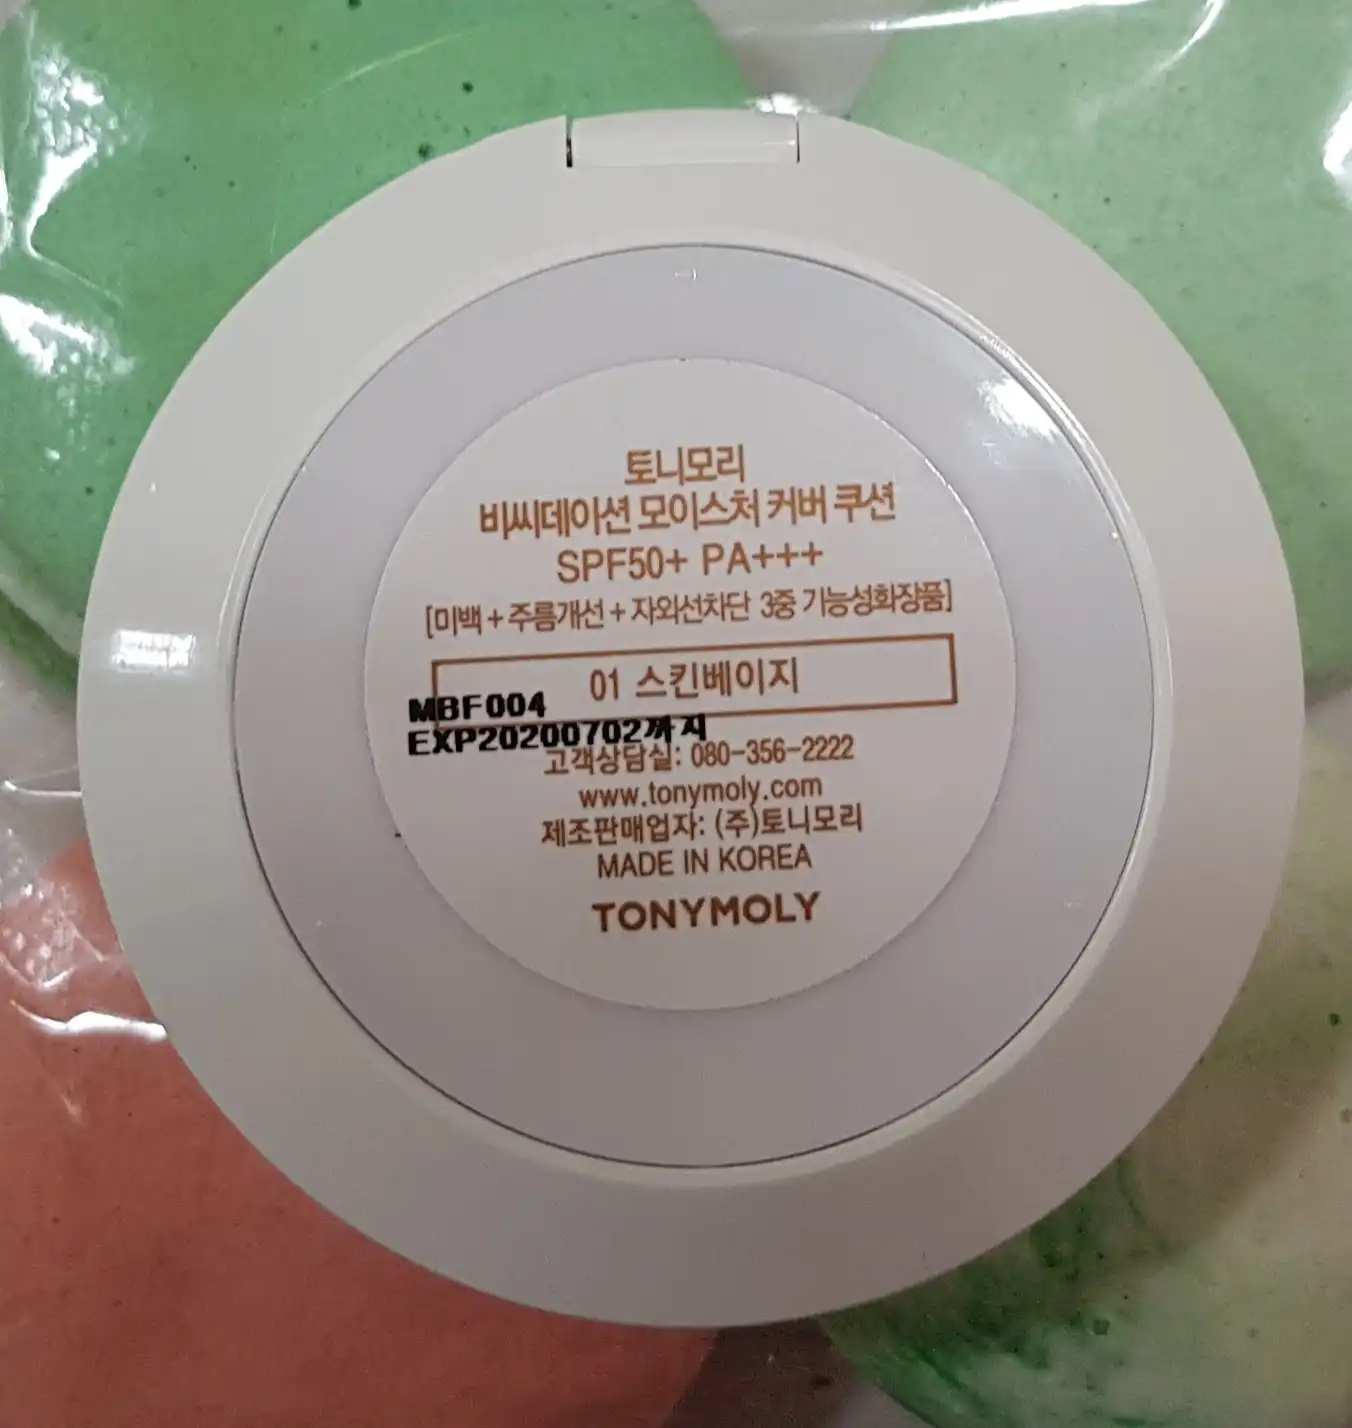 토니모리
비씨데이션 모이스처 커버 쿠션
SPF50+ PA+++
[미백 + 주름개선 + 자외선차단 3중 기능성화장품]
01 스킨베이지
MBF004
EXP20200702까지
고객상담실: 080-356-2222
www.tonymoly.com
제조판매업자: (주)토니모리
MADE IN KOREA
TONYMOLY